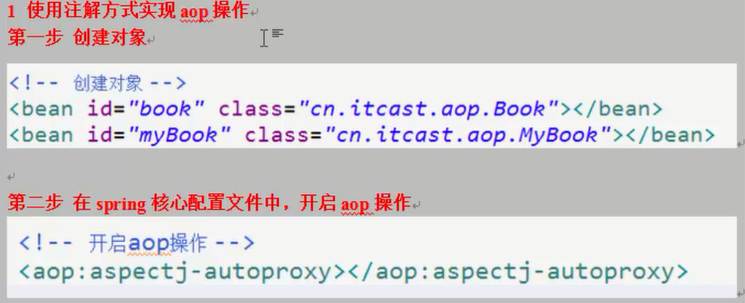 1 使用注解方式实现 aop 操作
第一步 创建对象
<!-- 创建对象 -->
<bean id="book" class="cn.itcast.aop.Book"></bean>
<bean id="myBook" class="cn.itcast.aop.MyBook"></bean>
第二步 在 spring 核心配置文件中，开启 aop 操作
<!-- 开启aop操作 -->
<aop:aspectj-autoproxy></aop:aspectj-autoproxy>